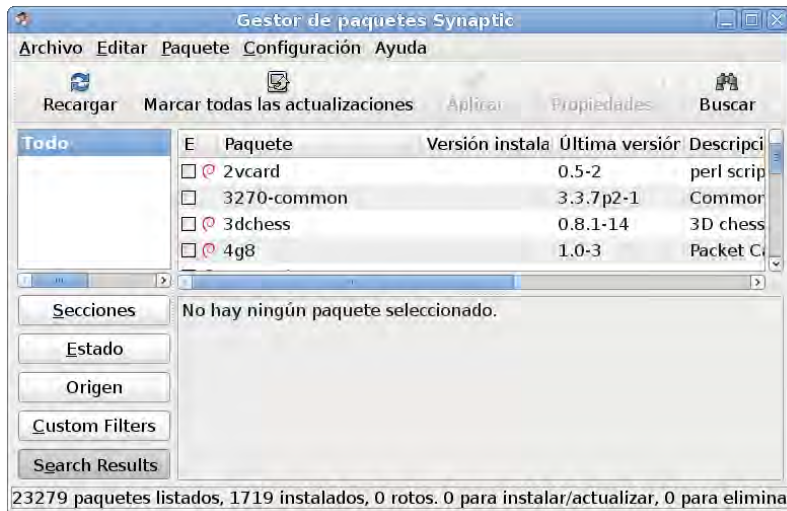 Gestor de paquetes Synaptic
Archivo Editar Paquete Configuración Ayuda
Recargar Marcar todas las actualizaciones Aplicar Propiedades Buscar
Todo
E Paquete Versión instala Última versiór Descripci
2vcard 0.5-2 perl scrip
3270-common 3.3.7p2-1 Commor
3dchess 0.8.1-14 3D chess
4g8 1.0-3 Packet Ca
Secciones
Estado
Origen
Custom Filters
Search Results
No hay ningún paquete seleccionado.
23279 paquetes listados, 1719 instalados, 0 rotos. 0 para instalar/actualizar, 0 para elimina